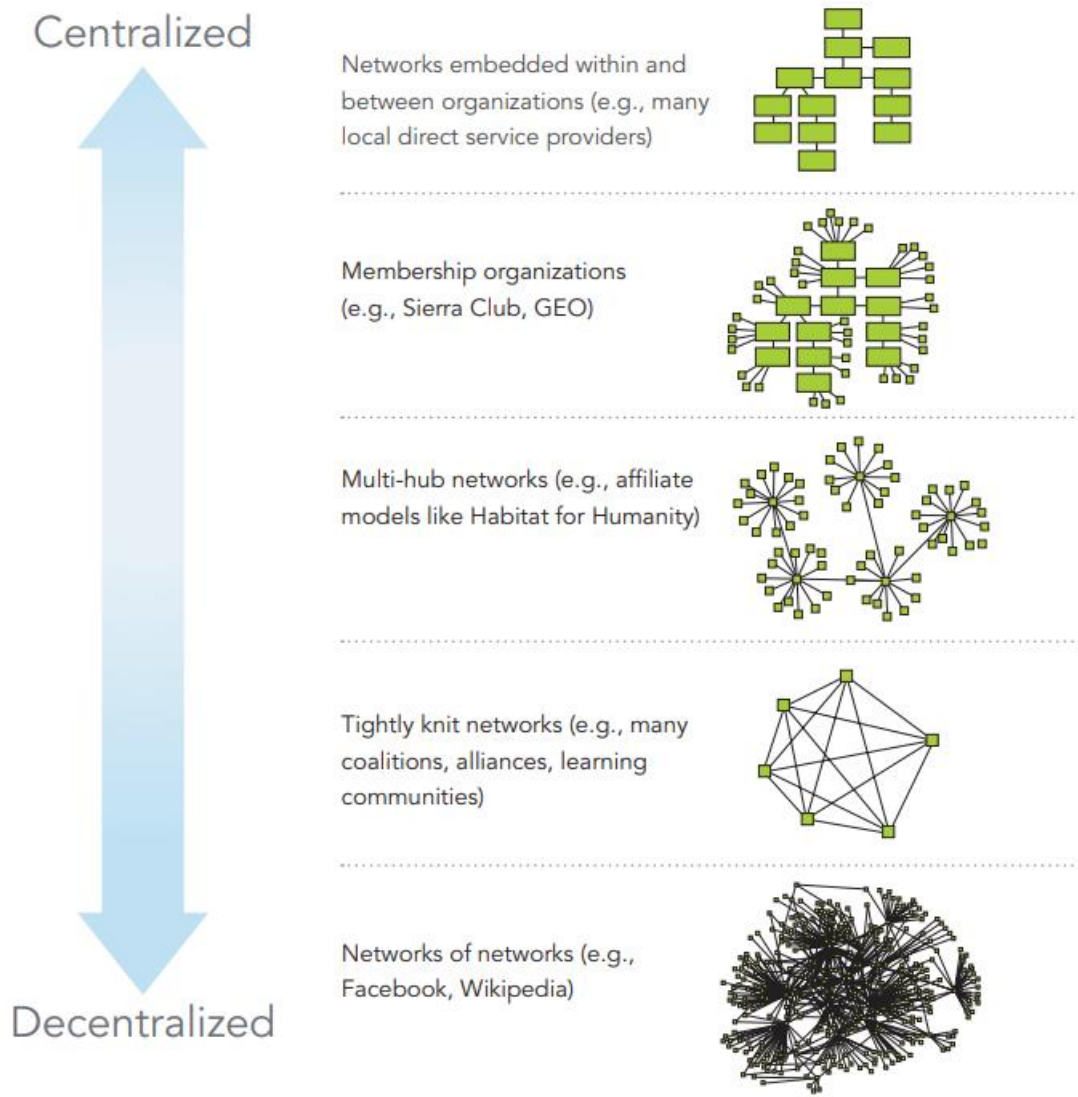 Centralized
Networks embedded within and
between organizations (e.g., many
local direct service providers)
Membership organizations
(e.g., Sierra Club, GEO)
Multi-hub networks (e.g., affiliate
models like Habitat for Humanity)
Tightly knit networks (e.g., many
coalitions, alliances, learning
communities)
Networks of networks (e.g.,
Facebook, Wikipedia)
Decentralized